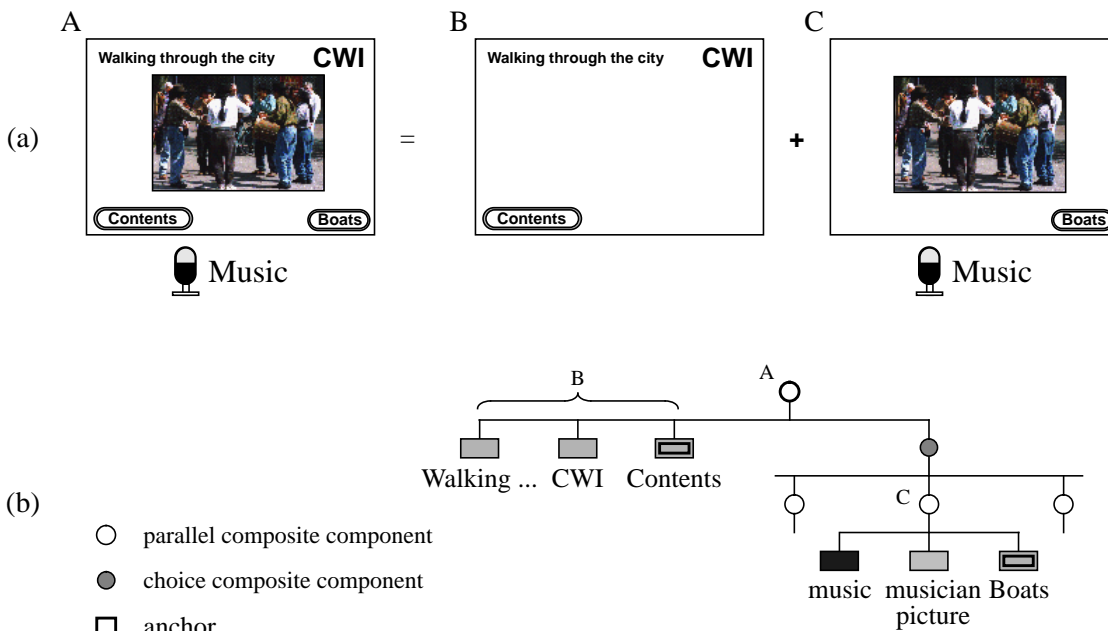 A
B
C
Walking through the city CWI
Walking through the city CWI
(a)
=
+
Contents
Boats
Contents
Boats
Music
Music
A
B
Walking ... CWI Contents
(b)
C
parallel composite component
choice composite component
music musician Boats
picture
anchor